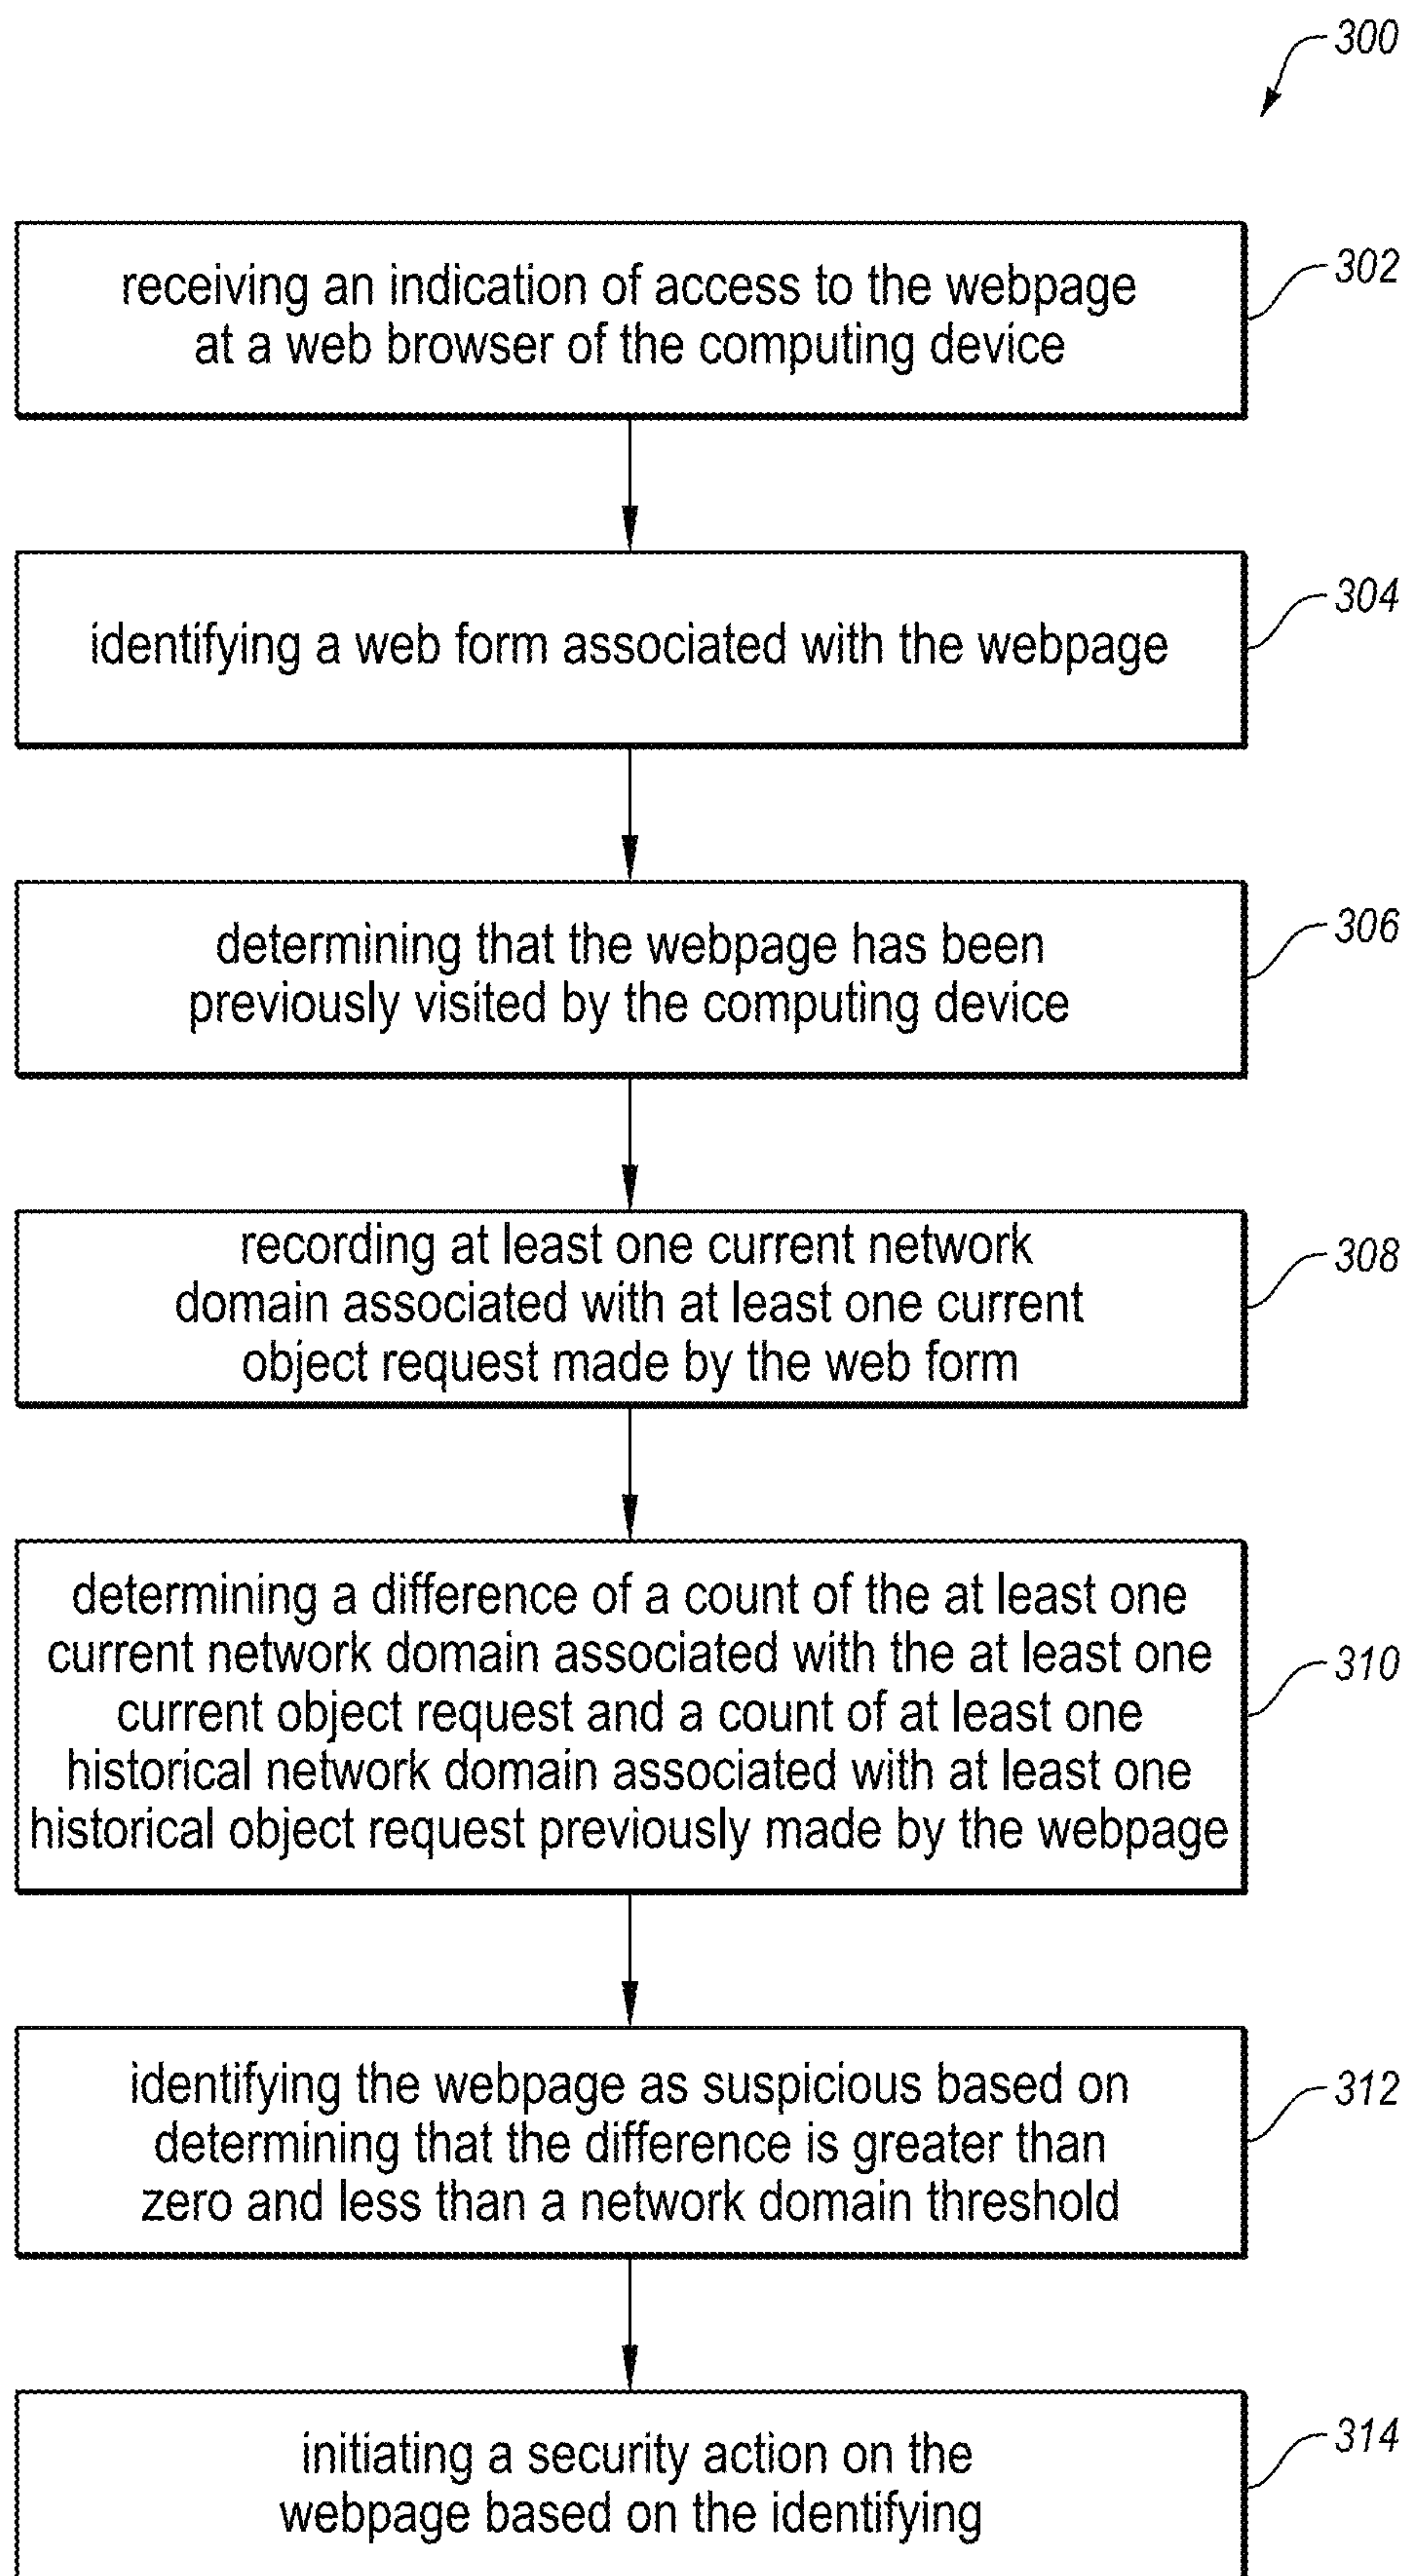 300
receiving an indication of access to the webpage
at a web browser of the computing device
302
identifying a web form associated with the webpage
304
determining that the webpage has been
previously visited by the computing device
306
recording at least one current network
domain associated with at least one current
object request made by the web form
308
determining a difference of a count of the at least one
current network domain associated with the at least one
current object request and a count of at least one
historical network domain associated with at least one
historical object request previously made by the webpage
310
identifying the webpage as suspicious based on
determining that the difference is greater than
zero and less than a network domain threshold
312
initiating a security action on the
webpage based on the identifying
314